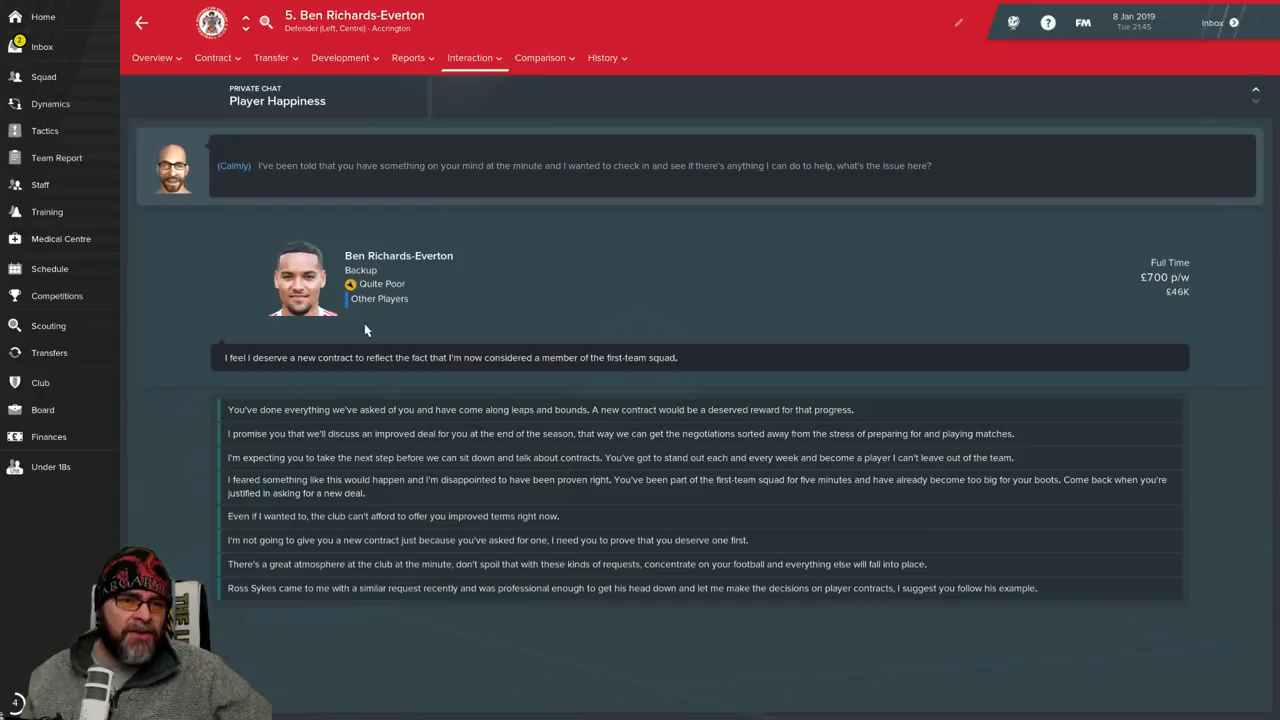 Home
2
Inbox
Squad
Dynamics
Tactics
Team Report
Staff
Training
Medical Centre
Schedule
Competitions
Scouting
Transfers
Club
Board
Finances
Under 18s
4
5. Ben Richards-Everton
Defender (Left, Centre) - Accrington
?
FM
8 Jan 2019
Tue 21:45
Inbox
Overview
Contract
Transfer
Development
Reports
Interaction
Comparison
History
PRIVATE CHAT
Player Happiness
(Calmly) I've been told that you have something on your mind at the minute and I wanted to check in and see if there's anything I can do to help, what's the issue here?
Ben Richards-Everton
Backup
Quite Poor
Other Players
Full Time
£700 p/w
£46K
I feel I deserve a new contract to reflect the fact that I'm now considered a member of the first-team squad.
You've done everything we've asked of you and have come along leaps and bounds. A new contract would be a deserved reward for that progress.
I promise you that we'll discuss an improved deal for you at the end of the season, that way we can get the negotiations sorted away from the stress of preparing for and playing matches.
I'm expecting you to take the next step before we can sit down and talk about contracts. You've got to stand out each and every week and become a player I can't leave out of the team.
I feared something like this would happen and I'm disappointed to have been proven right. You've been part of the first-team squad for five minutes and have already become too big for your boots. Come back when you're
justified in asking for a new deal.
Even if I wanted to, the club can't afford to offer you improved terms right now.
I'm not going to give you a new contract just because you've asked for one, I need you to prove that you deserve one first.
There's a great atmosphere at the club at the minute, don't spoil that with these kinds of requests, concentrate on your football and everything else will fall into place.
Ross Sykes came to me with a similar request recently and was professional enough to get his head down and let me make the decisions on player contracts, I suggest you follow his example.